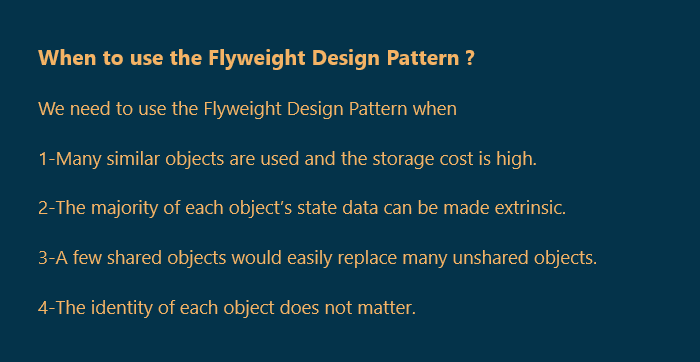 When to use the Flyweight Design Pattern ?
We need to use the Flyweight Design Pattern when
1-Many similar objects are used and the storage cost is high.
2-The majority of each object’s state data can be made extrinsic.
3-A few shared objects would easily replace many unshared objects.
4-The identity of each object does not matter.